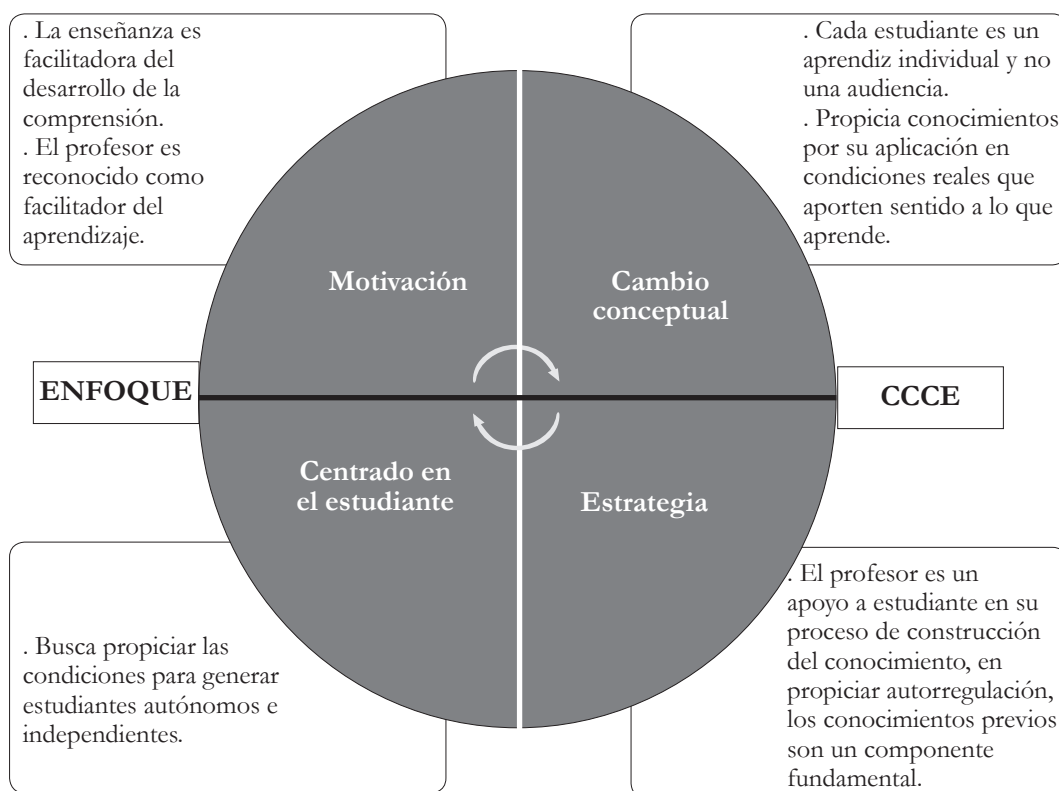 . La enseñanza es
facilitadora del
desarrollo de la
comprensión.
. El profesor es
reconocido como
facilitador del
aprendizaje.
. Cada estudiante es un
aprendiz individual y no
una audiencia.
. Propicia conocimientos
por su aplicación en
condiciones reales que
aporten sentido a lo que
aprende.
Motivación
Cambio
conceptual
ENFOQUE
CCCE
Centrado en
el estudiante
Estrategia
. Busca propiciar las
condiciones para generar
estudiantes autónomos e
independientes.
. El profesor es un
apoyo a estudiante en su
proceso de construcción
del conocimiento, en
propiciar autorregulación,
los conocimientos previos
son un componente
fundamental.